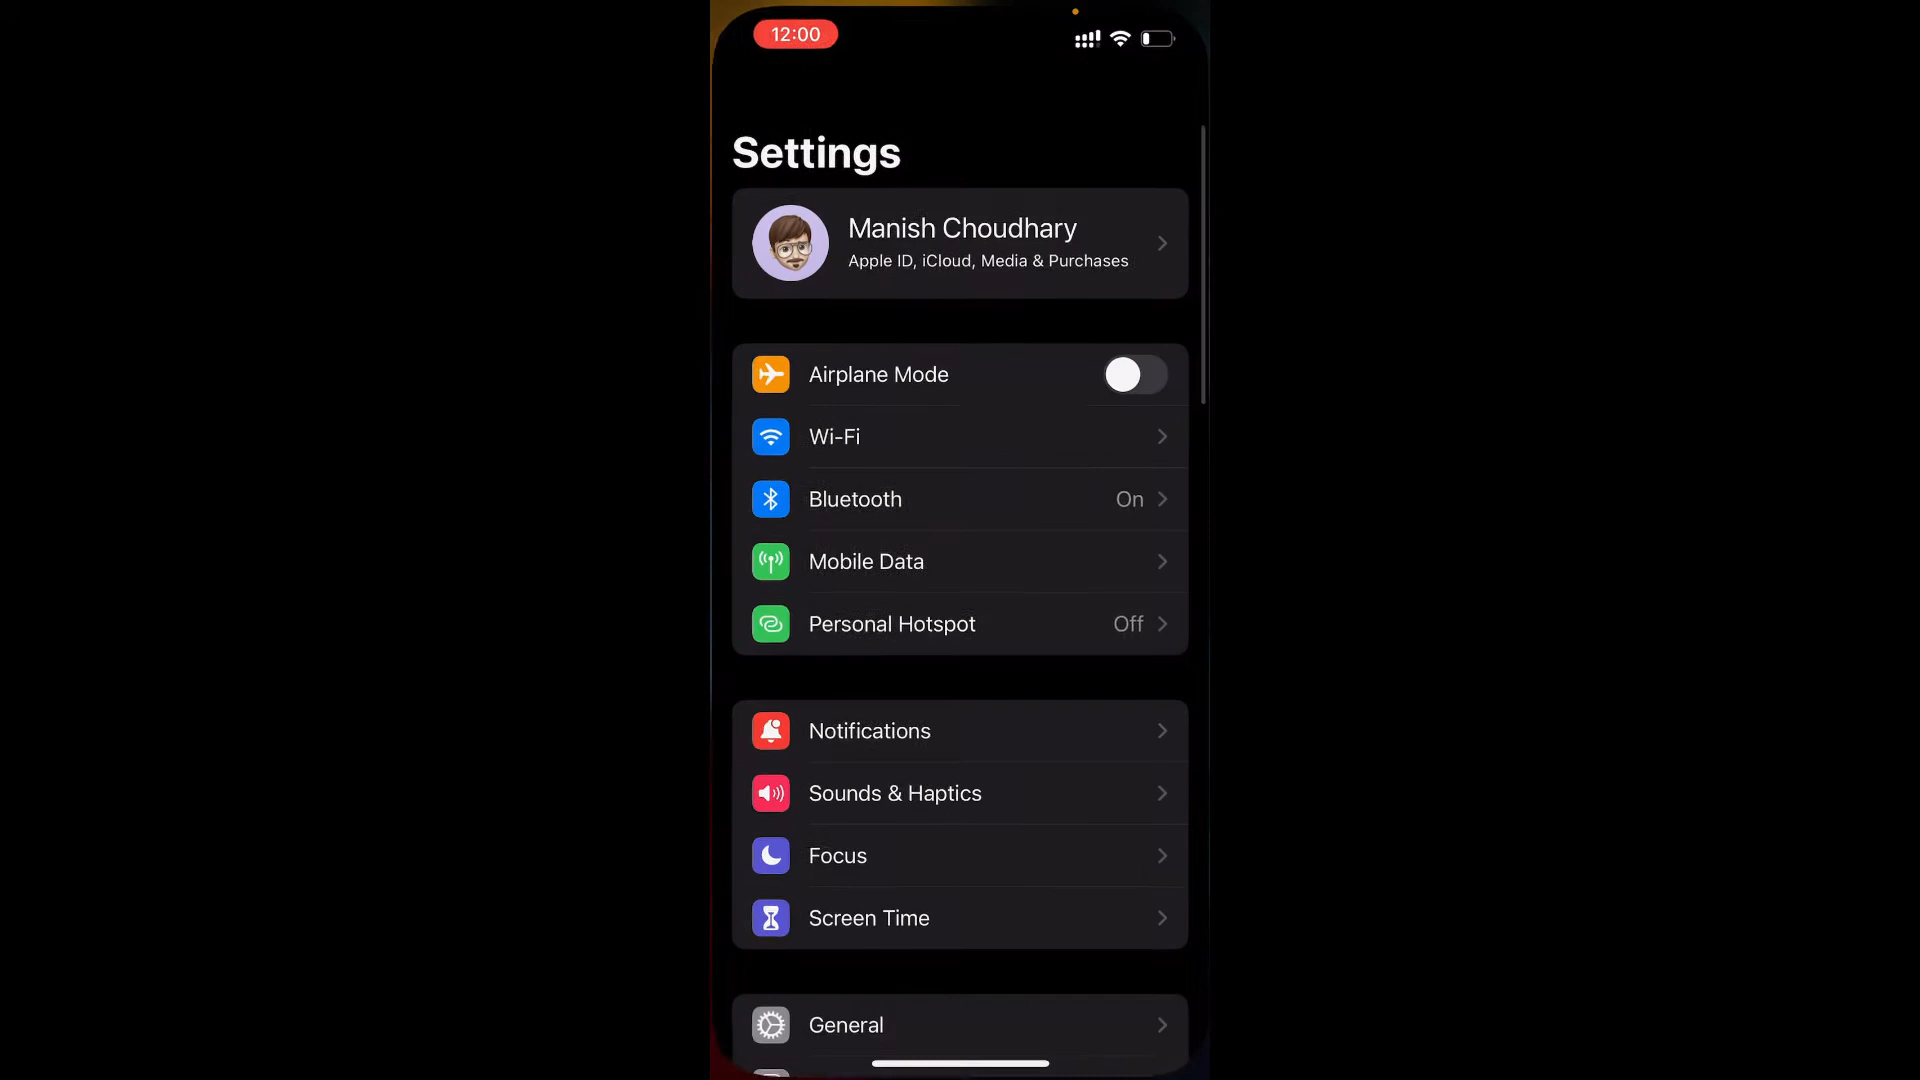 12:00
Settings
Manish Choudhary
Apple ID, iCloud, Media & Purchases
Airplane Mode
Wi-Fi
Bluetooth On
Mobile Data
Personal Hotspot Off
Notifications
Sounds & Haptics
Focus
Screen Time
General